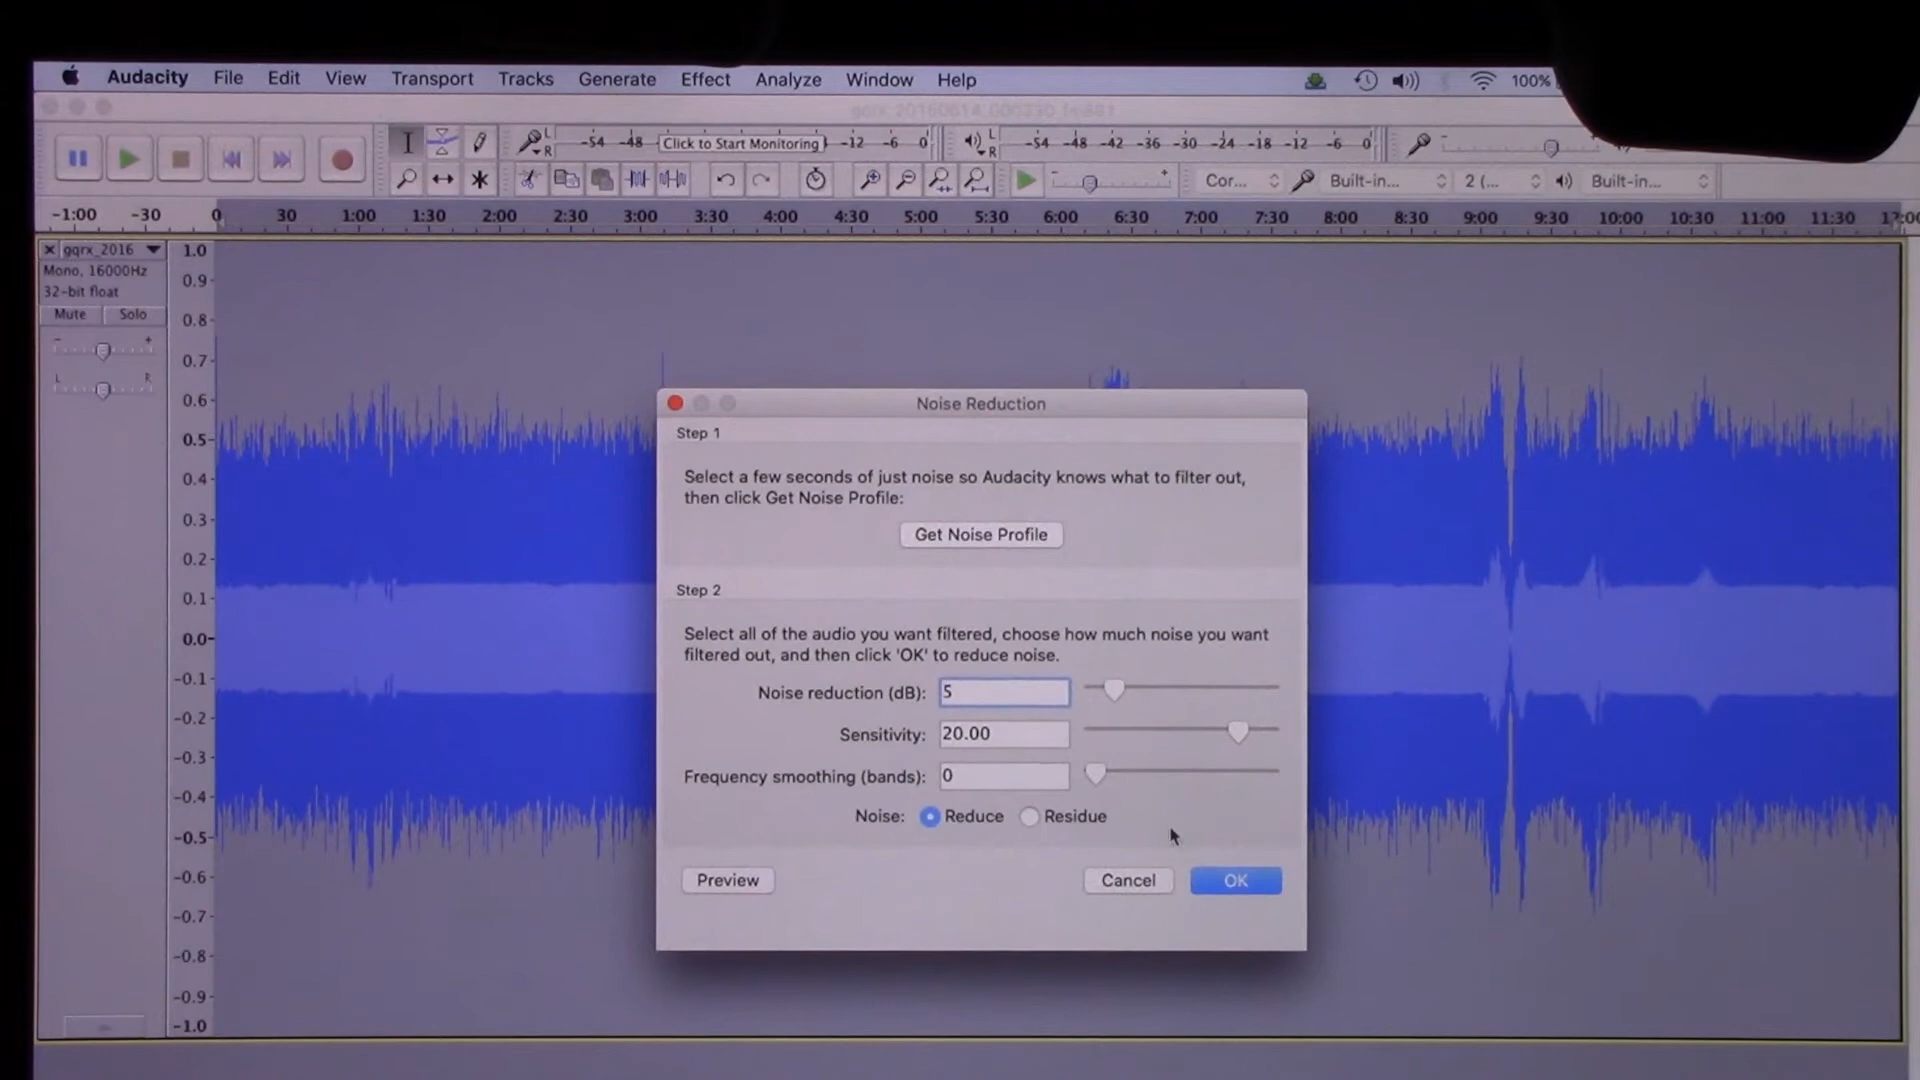 Audacity File Edit View Transport Tracks Generate Effect Analyze Window Help 100%
L R -54 -48 Click to Start Monitoring -12 -6 0 L R -54 -48 -42 -36 -30 -24 -18 -12 -6 0
Cor... Built-in... 2 (... Built-in...
-1:00 -30 0 30 1:00 1:30 2:00 2:30 3:00 3:30 4:00 4:30 5:00 5:30 6:00 6:30 7:00 7:30 8:00 8:30 9:00 9:30 10:00 10:30 11:00 11:30
gqrx_2016
Mono, 16000Hz
32-bit float
Mute Solo
- +
L R
1.0
0.9
0.8
0.7
0.6
0.5
0.4
0.3
0.2
0.1
0.0
-0.1
-0.2
-0.3
-0.4
-0.5
-0.6
-0.7
-0.8
-0.9
-1.0
Noise Reduction
Step 1
Select a few seconds of just noise so Audacity knows what to filter out,
then click Get Noise Profile:
Get Noise Profile
Step 2
Select all of the audio you want filtered, choose how much noise you want
filtered out, and then click 'OK' to reduce noise.
Noise reduction (dB): 5
Sensitivity: 20.00
Frequency smoothing (bands): 0
Noise: Reduce Residue
Preview Cancel OK